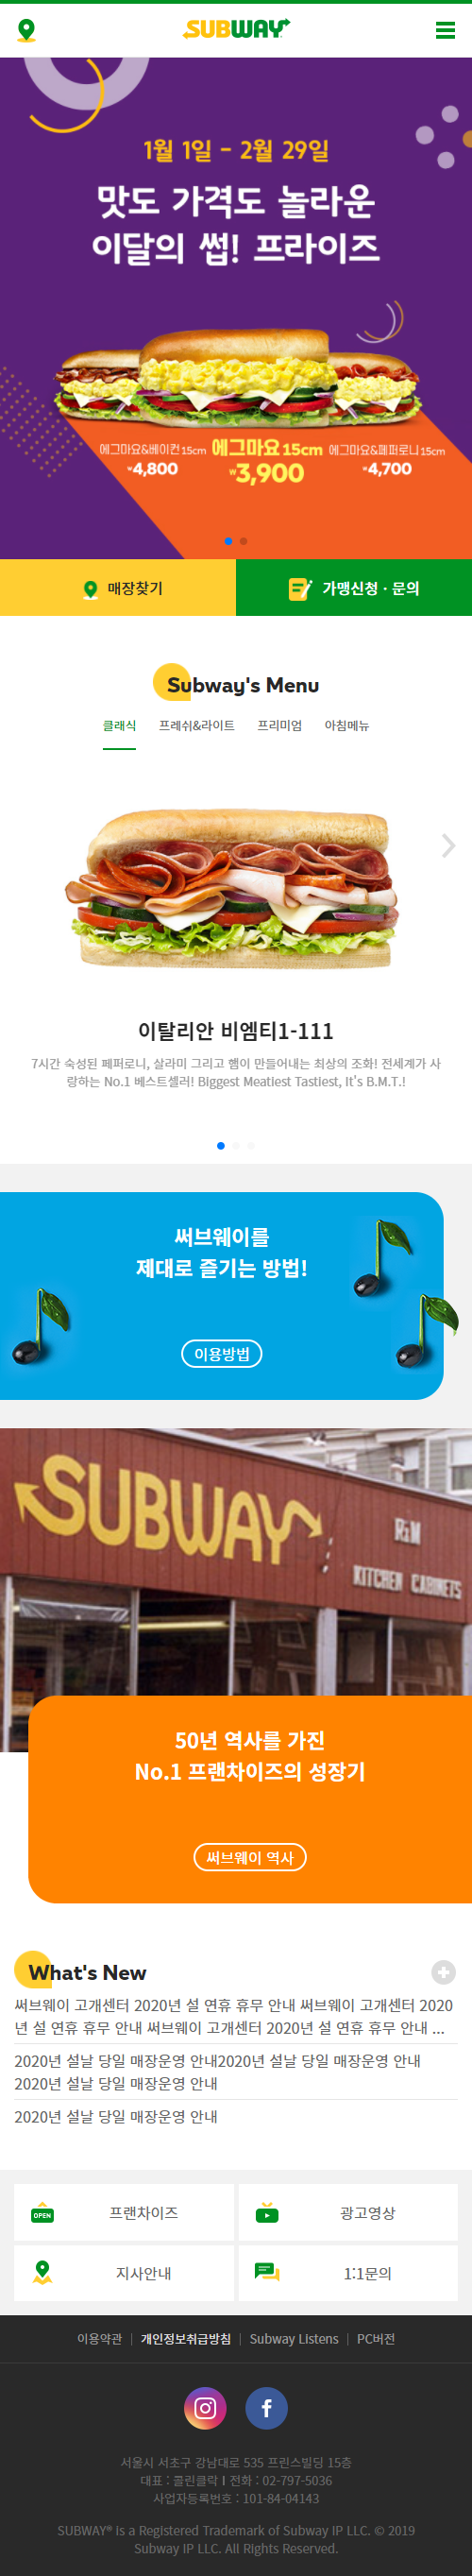 SUBWAY
1월 1일 - 2월 29일
맛도 가격도 놀라운
이달의 썹! 프라이즈
에그마요&베이컨 15cm 에그마요 15cm 에그마요&페퍼로니 15cm
₩4,800 ₩3,900 ₩4,700
매장찾기 가맹신청 · 문의
Subway's Menu
클래식 프레쉬&라이트 프리미엄 아침메뉴
이탈리안 비엠티1-111
7시간 숙성된 페퍼로니, 살라미 그리고 햄이 만들어내는 최상의 조화! 전세계가 사
랑하는 No.1 베스트셀러! Biggest Meatiest Tastiest, It's B.M.T.!
써브웨이를
제대로 즐기는 방법!
이용방법
SUBWAY
R&M
KITCHEN CABINETS
50년 역사를 가진
No.1 프랜차이즈의 성장기
써브웨이 역사
What's New
써브웨이 고개센터 2020년 설 연휴 휴무 안내 써브웨이 고개센터 2020
년 설 연휴 휴무 안내 써브웨이 고개센터 2020년 설 연휴 휴무 안내 ...
2020년 설날 당일 매장운영 안내2020년 설날 당일 매장운영 안내
2020년 설날 당일 매장운영 안내
2020년 설날 당일 매장운영 안내
OPEN 프랜차이즈 광고영상
지사안내 1:1문의
이용약관 | 개인정보취급방침 | Subway Listens | PC버전
서울시 서초구 강남대로 535 프린스빌딩 15층
대표 : 콜린클락 I 전화 : 02-797-5036
사업자등록번호 : 101-84-04143
SUBWAY® is a Registered Trademark of Subway IP LLC. © 2019
Subway IP LLC. All Rights Reserved.